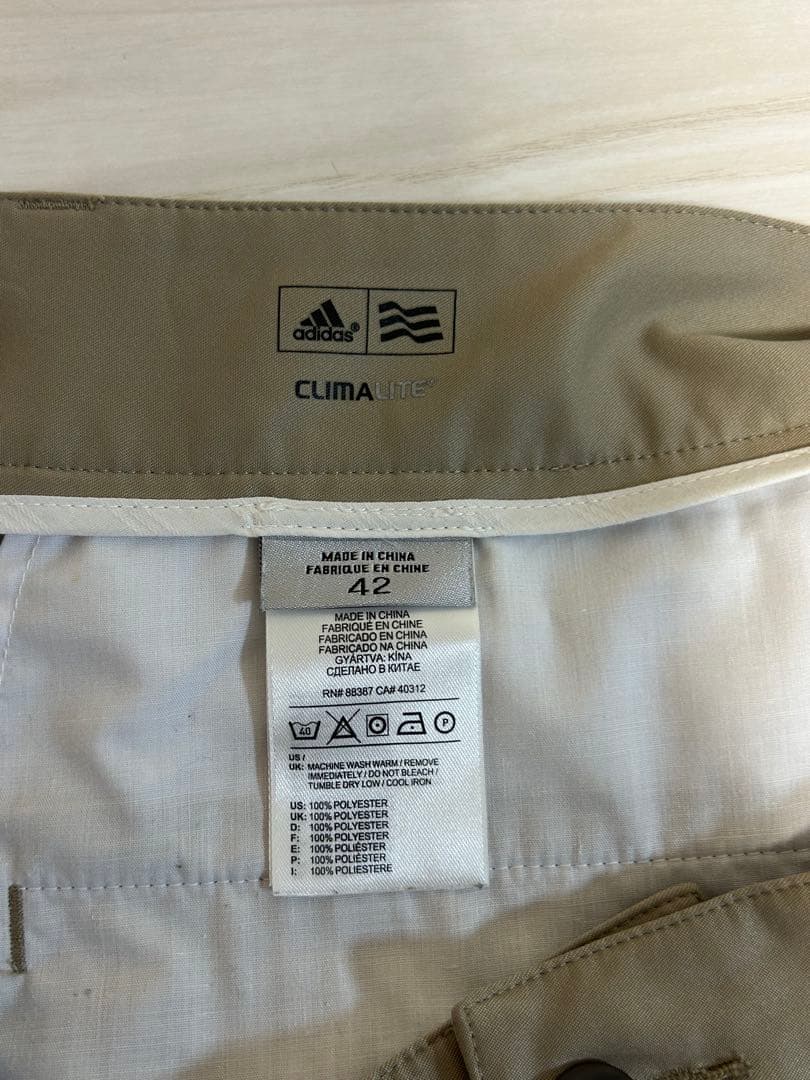 adidas®
CLIMALITE®
MADE IN CHINA
FABRIQUE EN CHINE
42
MADE IN CHINA
FABRIQUÉ EN CHINE
FABRICADO EN CHINA
FABRICADO NA CHINA
GYÁRTVA: KÍNA
СДЕЛАНО В КИТАЕ
RN# 88387 CA# 40312
40 P
US /
UK: MACHINE WASH WARM / REMOVE
IMMEDIATELY / DO NOT BLEACH /
TUMBLE DRY LOW / COOL IRON
US: 100% POLYESTER
UK: 100% POLYESTER
D: 100% POLYESTER
F: 100% POLYESTER
E: 100% POLIÉSTER
P: 100% POLIÉSTER
I: 100% POLIESTERE